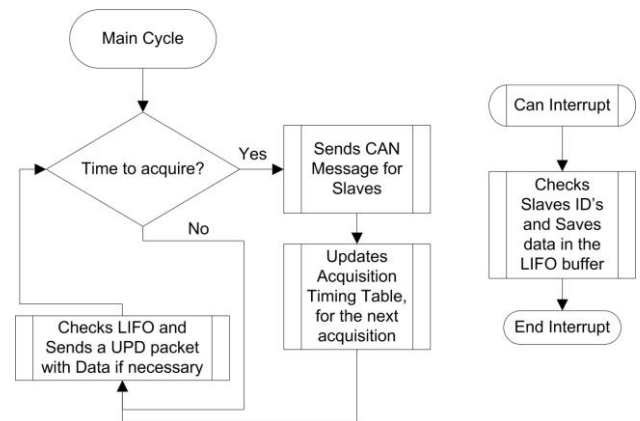 Main Cycle
Time to acquire?
Yes
No
Sends CAN
Message for
Slaves
Updates
Acquisition
Timing Table,
for the next
acquisition
Checks LIFO and
Sends a UPD packet
with Data if necessary
Can Interrupt
Checks
Slaves ID's
and Saves
data in the
LIFO buffer
End Interrupt